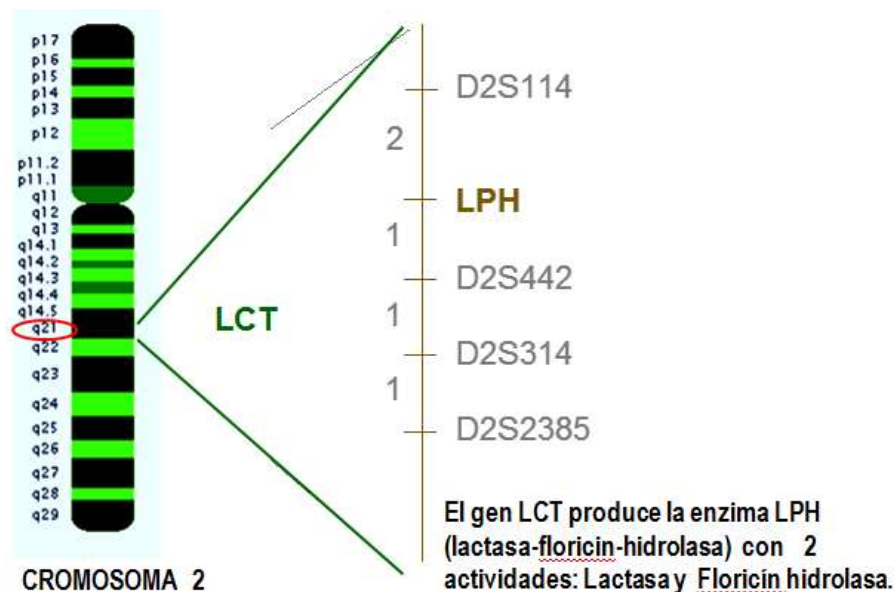 p17
p16
p15
p14
p13
p12
p11.2
p11.1
q11
q12
q13
q14.1
q14.2
q14.3
q14.4
q14.5
q21
q22
q23
q24
q25
q26
q27
q28
q29
CROMOSOMA 2
LCT
D2S114
2
LPH
1
D2S442
1
D2S314
1
D2S2385
El gen LCT produce la enzima LPH
(lactasa-floricin-hidrolasa) con 2
actividades: Lactasa y Floricín hidrolasa.